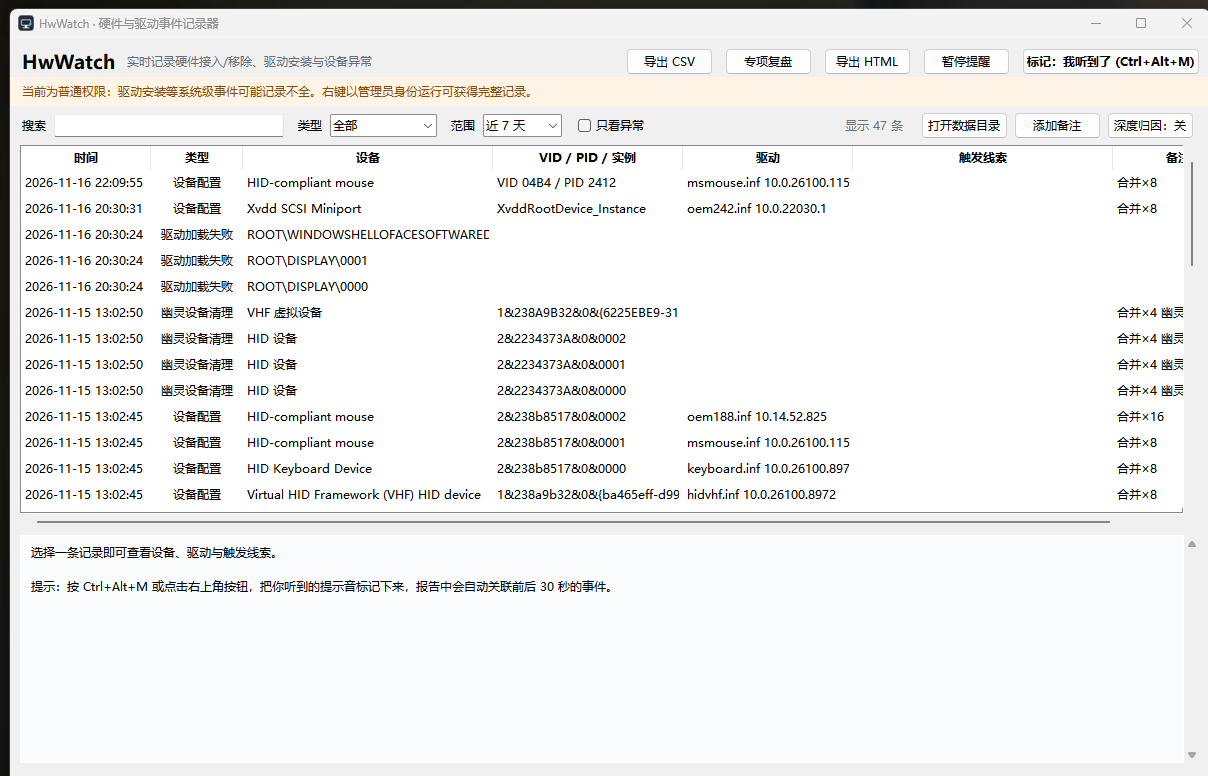 HwWatch · 硬件与驱动事件记录器
HwWatch 实时记录硬件接入/移除、驱动安装与设备异常 导出 CSV 专项复盘 导出 HTML 暂停提醒 标记：我听到了 (Ctrl+Alt+M)
当前为普通权限：驱动安装等系统级事件可能记录不全。右键以管理员身份运行可获得完整记录。
搜索 类型 全部 范围 近 7 天 只看异常 显示 47 条 打开数据目录 添加备注 深度归因：关
时间 类型 设备 VID / PID / 实例 驱动 触发线索 备注
2026-11-16 22:09:55 设备配置 HID-compliant mouse VID 04B4 / PID 2412 msmouse.inf 10.0.26100.115 合并×8
2026-11-16 20:30:31 设备配置 Xvdd SCSI Miniport XvddRootDevice_Instance oem242.inf 10.0.22030.1 合并×8
2026-11-16 20:30:24 驱动加载失败 ROOT\WINDOWSHELLOFACESOFTWARED
2026-11-16 20:30:24 驱动加载失败 ROOT\DISPLAY\0001
2026-11-16 20:30:24 驱动加载失败 ROOT\DISPLAY\0000
2026-11-15 13:02:50 幽灵设备清理 VHF 虚拟设备 1&238A9B32&0&{6225EBE9-31 合并×4 幽灵
2026-11-15 13:02:50 幽灵设备清理 HID 设备 2&2234373A&0&0002 合并×4 幽灵
2026-11-15 13:02:50 幽灵设备清理 HID 设备 2&2234373A&0&0001 合并×4 幽灵
2026-11-15 13:02:50 幽灵设备清理 HID 设备 2&2234373A&0&0000 合并×4 幽灵
2026-11-15 13:02:45 设备配置 HID-compliant mouse 2&238b8517&0&0002 oem188.inf 10.14.52.825 合并×16
2026-11-15 13:02:45 设备配置 HID-compliant mouse 2&238b8517&0&0001 msmouse.inf 10.0.26100.115 合并×8
2026-11-15 13:02:45 设备配置 HID Keyboard Device 2&238b8517&0&0000 keyboard.inf 10.0.26100.897 合并×8
2026-11-15 13:02:45 设备配置 Virtual HID Framework (VHF) HID device 1&238a9b32&0&{ba465eff-d99 hidvhf.inf 10.0.26100.8972 合并×8
选择一条记录即可查看设备、驱动与触发线索。
提示：按 Ctrl+Alt+M 或点击右上角按钮，把你听到的提示音标记下来，报告中会自动关联前后 30 秒的事件。